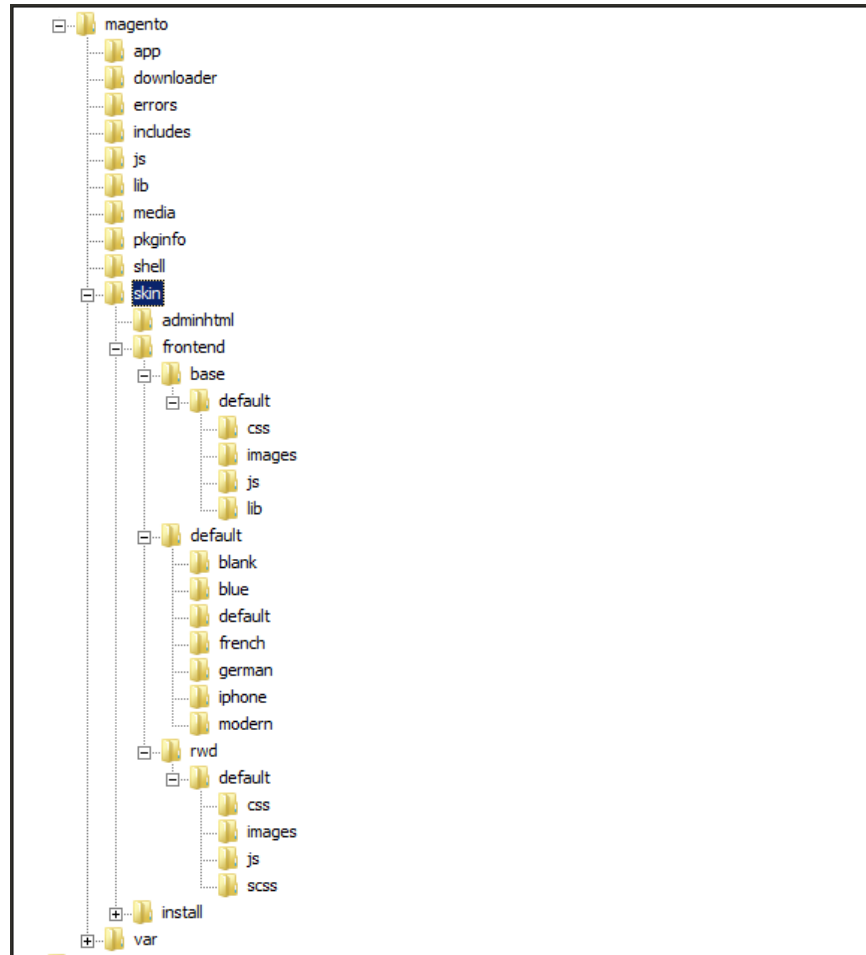 magento
app
downloader
errors
includes
js
lib
media
pkginfo
shell
skin
adminhtml
frontend
base
default
css
images
js
lib
default
blank
blue
default
french
german
iphone
modern
rwd
default
css
images
js
scss
install
var